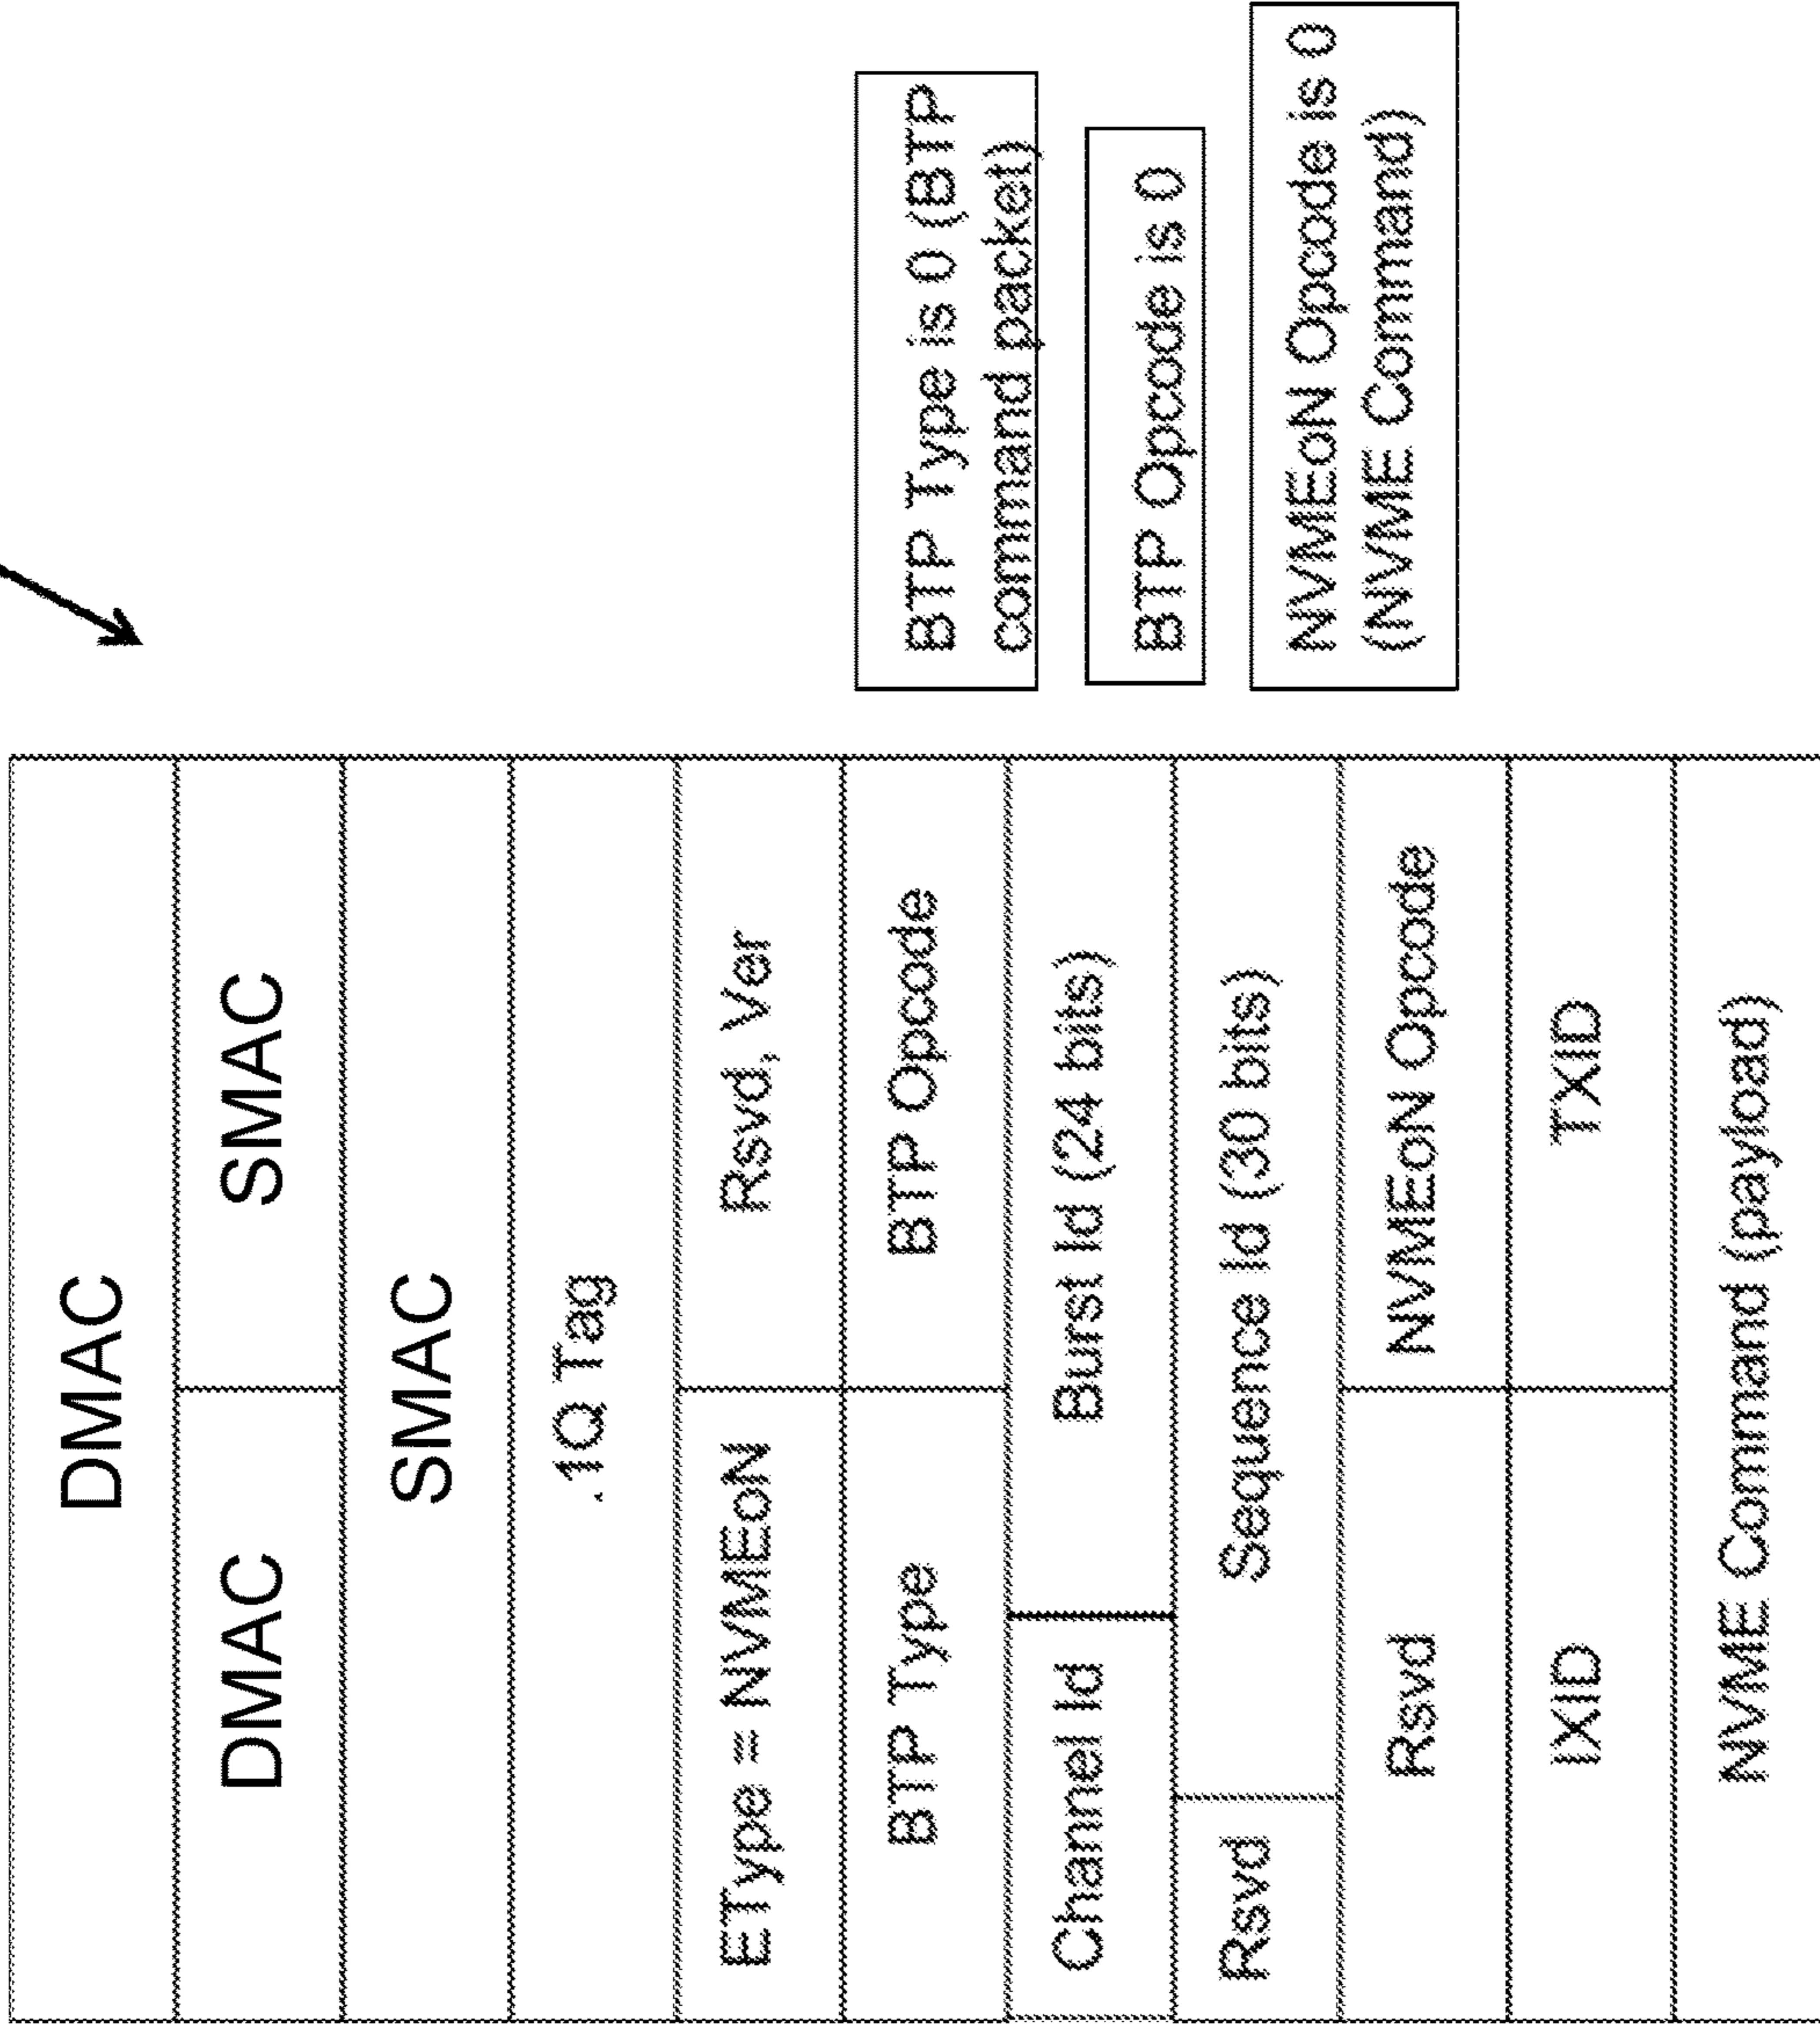 DMAC
DMAC SMAC
SMAC
.1Q Tag
EType = NVMEoN Rsvd, Ver
BTP Type BTP Opcode
Channel Id Burst Id (24 bits)
Rsvd Sequence Id (30 bits)
Rsvd NVMEoN Opcode
IXID TXID
NVME Command (payload)
BTP Type is 0 (BTP
command packet)
BTP Opcode is 0
NVMEoN Opcode is 0
(NVME Command)